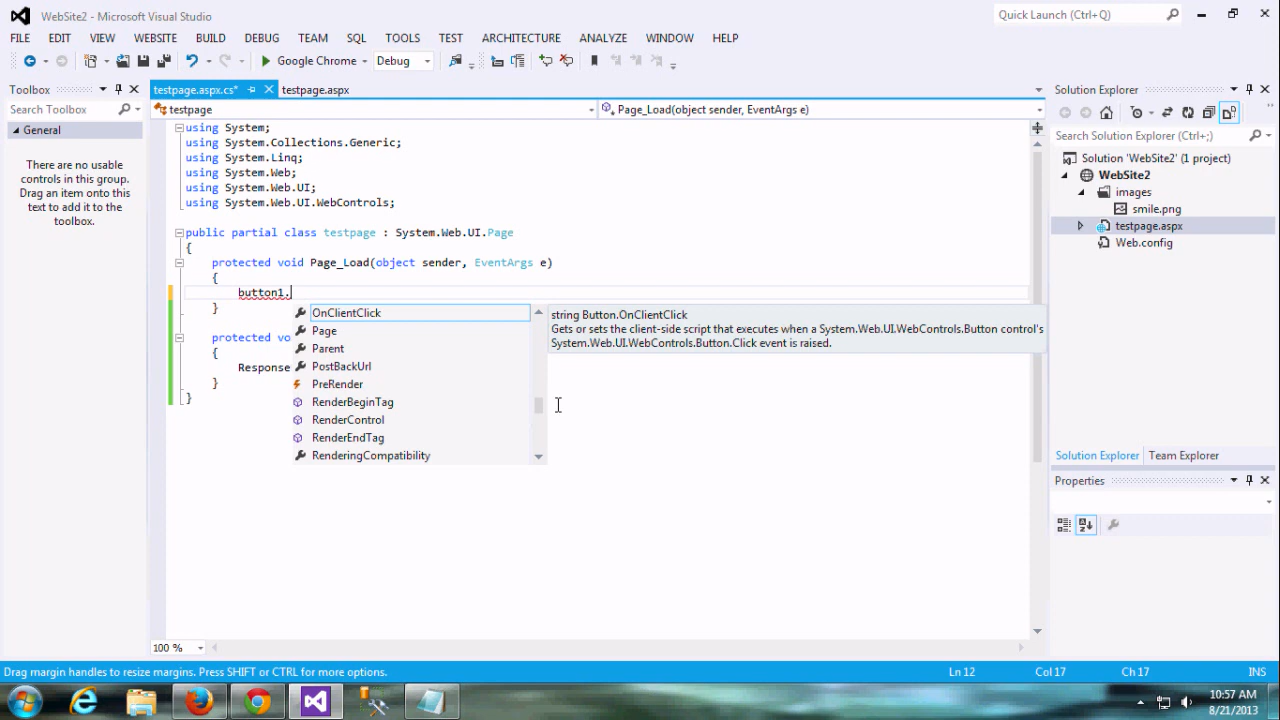 WebSite2 - Microsoft Visual Studio
Quick Launch (Ctrl+Q)
FILE EDIT VIEW WEBSITE BUILD DEBUG TEAM SQL TOOLS TEST ARCHITECTURE ANALYZE WINDOW HELP
Google Chrome Debug
Toolbox
Search Toolbox
General
There are no usable
controls in this group.
Drag an item onto this
text to add it to the
toolbox.
testpage.aspx.cs* testpage.aspx
testpage Page_Load(object sender, EventArgs e)
using System;
using System.Collections.Generic;
using System.Linq;
using System.Web;
using System.Web.UI;
using System.Web.UI.WebControls;
public partial class testpage : System.Web.UI.Page
{
protected void Page_Load(object sender, EventArgs e)
{
button1.
}
protected vo
{
Response
}
}
OnClientClick
Page
Parent
PostBackUrl
PreRender
RenderBeginTag
RenderControl
RenderEndTag
RenderingCompatibility
string Button.OnClientClick
Gets or sets the client-side script that executes when a System.Web.UI.WebControls.Button control's
System.Web.UI.WebControls.Button.Click event is raised.
100 %
Solution Explorer
Search Solution Explorer (Ctrl+;)
Solution 'WebSite2' (1 project)
WebSite2
images
smile.png
testpage.aspx
Web.config
Solution Explorer Team Explorer
Properties
Drag margin handles to resize margins. Press SHIFT or CTRL for more options.
Ln 12 Col 17 Ch 17 INS
10:57 AM
8/21/2013